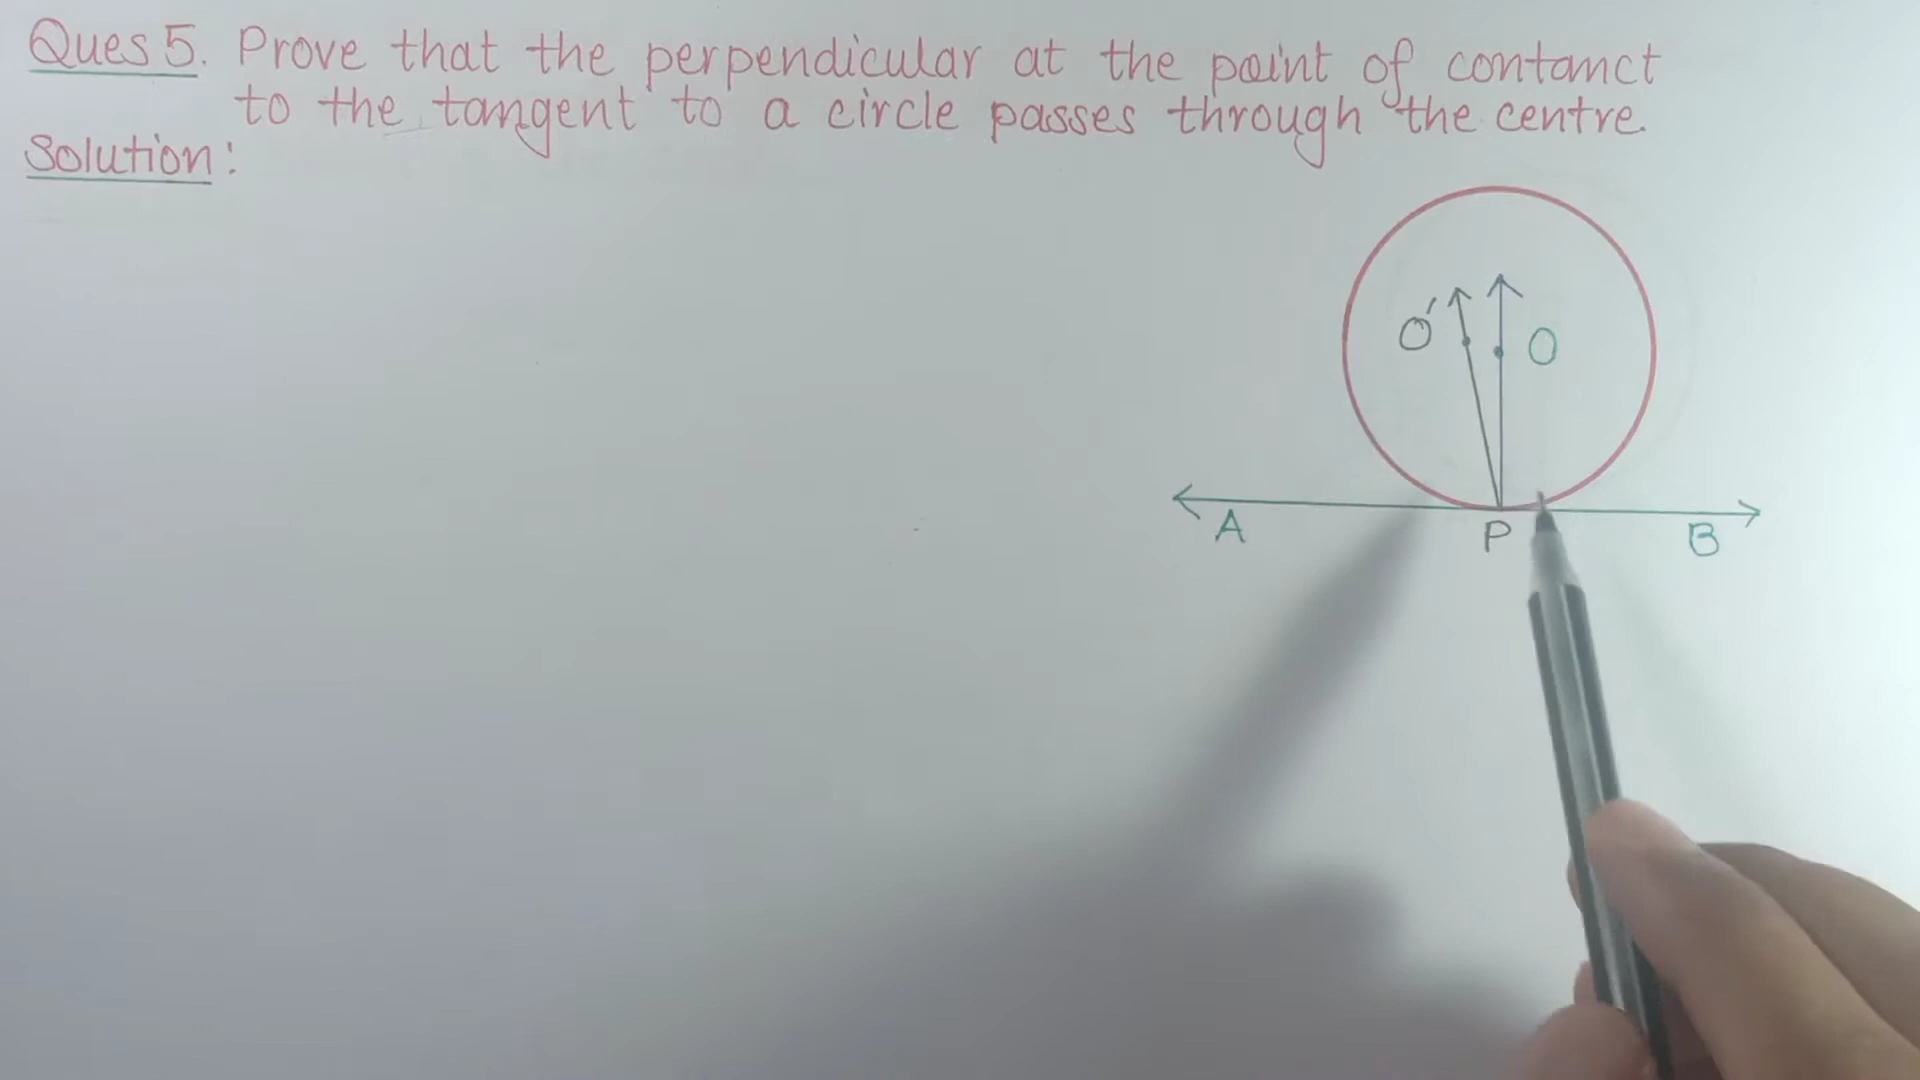 Ques 5. Prove that the perpendicular at the point of contanct
to the tangent to a circle passes through the centre.
Solution:
O' O
A P B